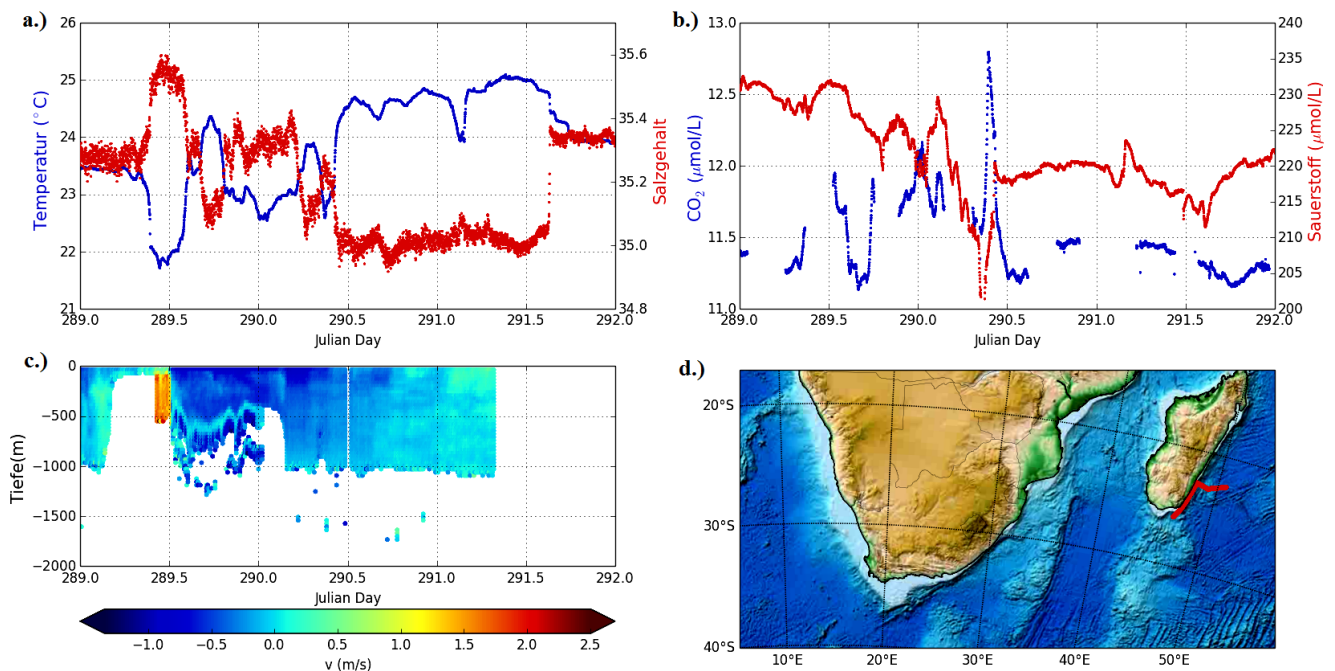 a.)
26
25
24
23
22
21
Temperatur (°C)
35.6
35.4
35.2
35.0
34.8
Salzgehalt
289.0 289.5 290.0 290.5 291.0 291.5 292.0
Julian Day
b.)
13.0
12.5
12.0
11.5
11.0
CO2 (μmol/L)
240
235
230
225
220
215
210
205
200
Sauerstoff (μmol/L)
289.0 289.5 290.0 290.5 291.0 291.5 292.0
Julian Day
c.)
0
−500
−1000
−1500
−2000
Tiefe(m)
289.0 289.5 290.0 290.5 291.0 291.5 292.0
Julian Day
−1.0 −0.5 0.0 0.5 1.0 1.5 2.0 2.5
v (m/s)
d.)
20°S
30°S
40°S
10°E 20°E 30°E 40°E 50°E